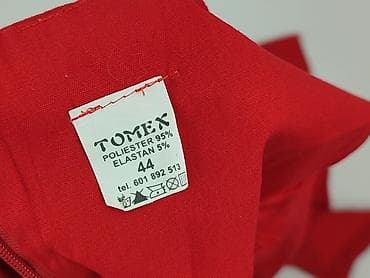 TOMEX
POLIESTER 95%
ELASTAN 5%
44
tel. 601 892 513